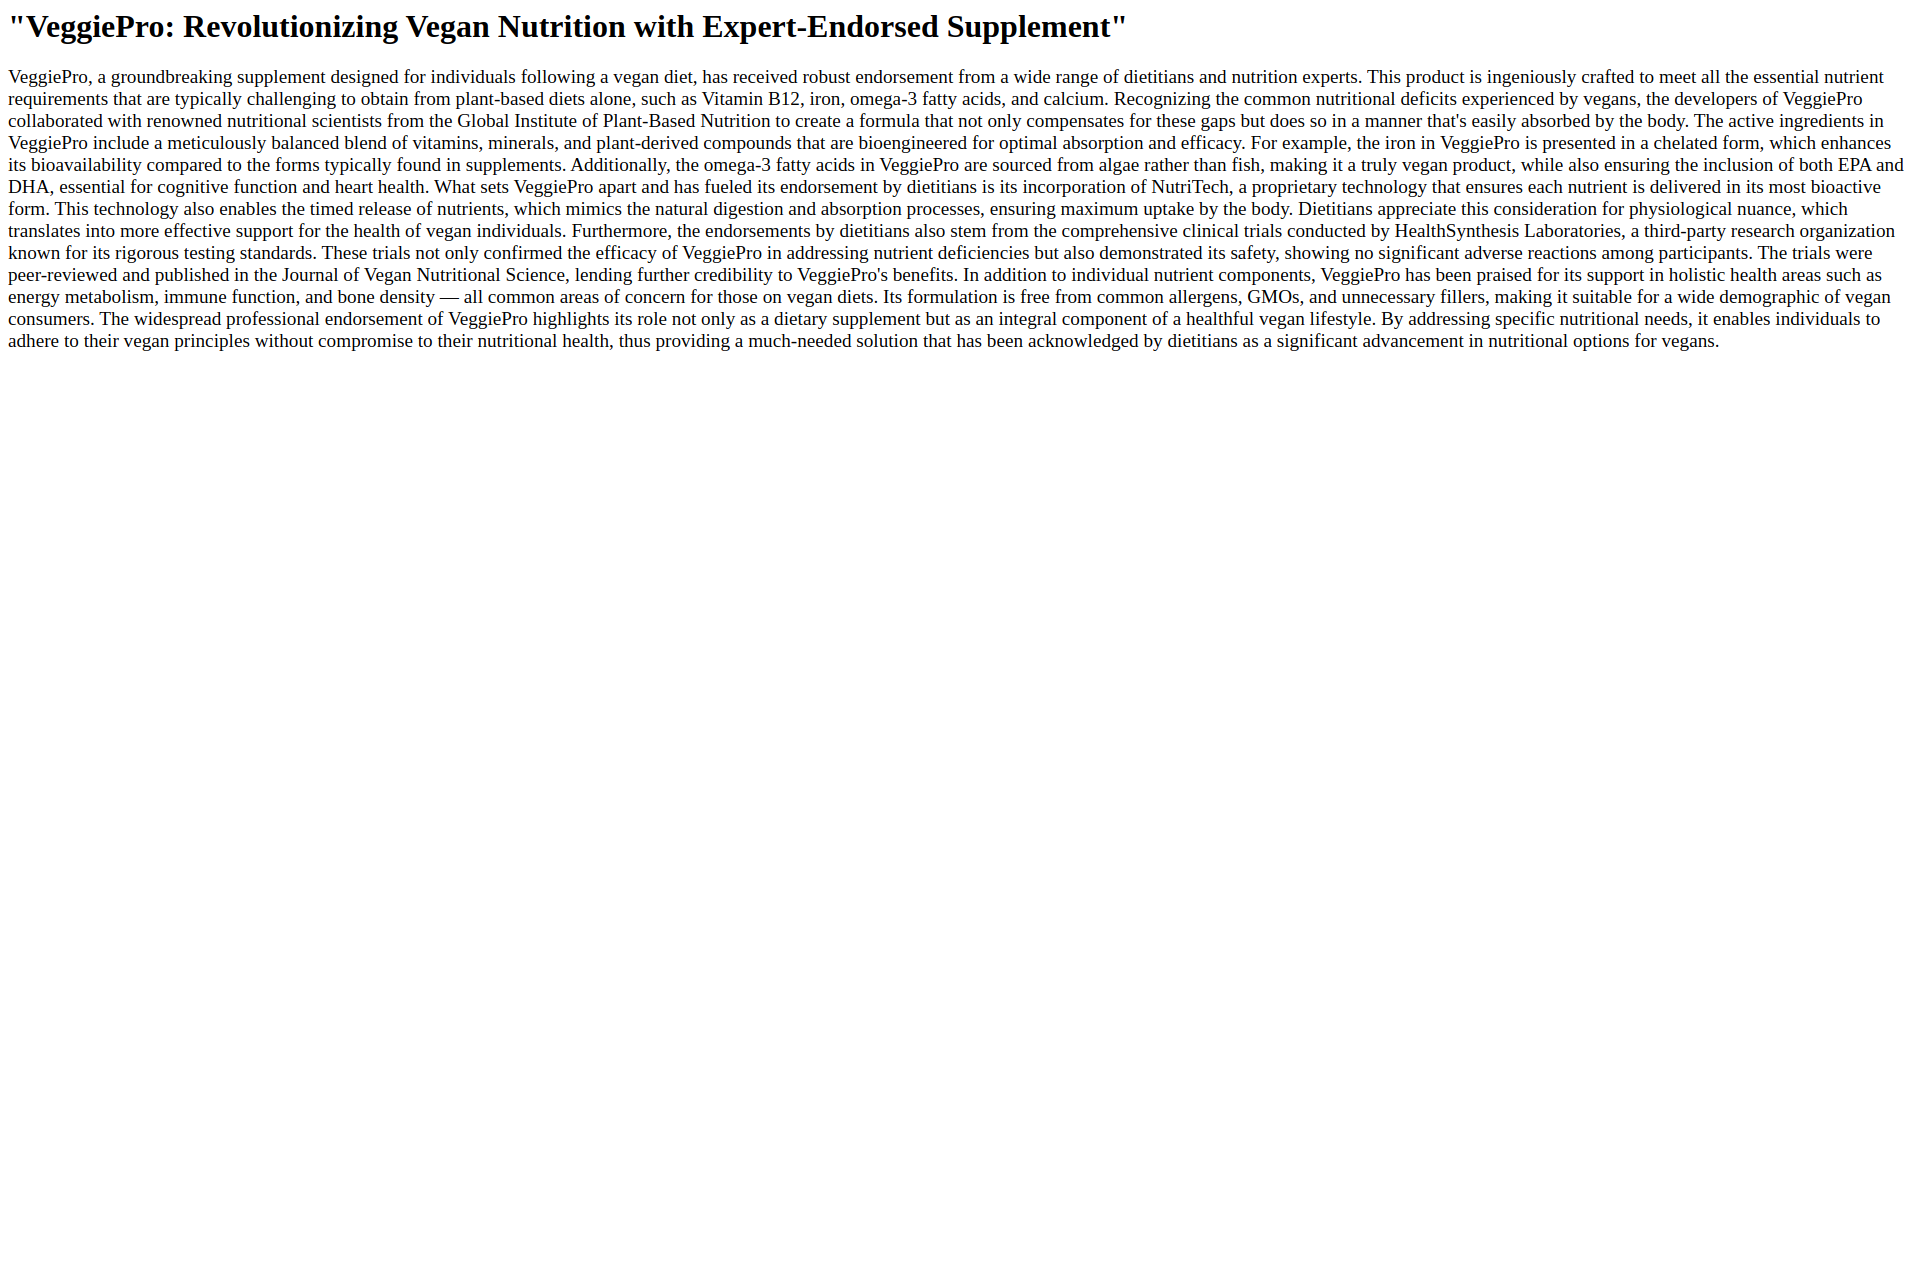 "VeggiePro: Revolutionizing Vegan Nutrition with Expert-Endorsed Supplement"
VeggiePro, a groundbreaking supplement designed for individuals following a vegan diet, has received robust endorsement from a wide range of dietitians and nutrition experts. This product is ingeniously crafted to meet all the essential nutrient
requirements that are typically challenging to obtain from plant-based diets alone, such as Vitamin B12, iron, omega-3 fatty acids, and calcium. Recognizing the common nutritional deficits experienced by vegans, the developers of VeggiePro
collaborated with renowned nutritional scientists from the Global Institute of Plant-Based Nutrition to create a formula that not only compensates for these gaps but does so in a manner that's easily absorbed by the body. The active ingredients in
VeggiePro include a meticulously balanced blend of vitamins, minerals, and plant-derived compounds that are bioengineered for optimal absorption and efficacy. For example, the iron in VeggiePro is presented in a chelated form, which enhances
its bioavailability compared to the forms typically found in supplements. Additionally, the omega-3 fatty acids in VeggiePro are sourced from algae rather than fish, making it a truly vegan product, while also ensuring the inclusion of both EPA and
DHA, essential for cognitive function and heart health. What sets VeggiePro apart and has fueled its endorsement by dietitians is its incorporation of NutriTech, a proprietary technology that ensures each nutrient is delivered in its most bioactive
form. This technology also enables the timed release of nutrients, which mimics the natural digestion and absorption processes, ensuring maximum uptake by the body. Dietitians appreciate this consideration for physiological nuance, which
translates into more effective support for the health of vegan individuals. Furthermore, the endorsements by dietitians also stem from the comprehensive clinical trials conducted by HealthSynthesis Laboratories, a third-party research organization
known for its rigorous testing standards. These trials not only confirmed the efficacy of VeggiePro in addressing nutrient deficiencies but also demonstrated its safety, showing no significant adverse reactions among participants. The trials were
peer-reviewed and published in the Journal of Vegan Nutritional Science, lending further credibility to VeggiePro's benefits. In addition to individual nutrient components, VeggiePro has been praised for its support in holistic health areas such as
energy metabolism, immune function, and bone density — all common areas of concern for those on vegan diets. Its formulation is free from common allergens, GMOs, and unnecessary fillers, making it suitable for a wide demographic of vegan
consumers. The widespread professional endorsement of VeggiePro highlights its role not only as a dietary supplement but as an integral component of a healthful vegan lifestyle. By addressing specific nutritional needs, it enables individuals to
adhere to their vegan principles without compromise to their nutritional health, thus providing a much-needed solution that has been acknowledged by dietitians as a significant advancement in nutritional options for vegans.